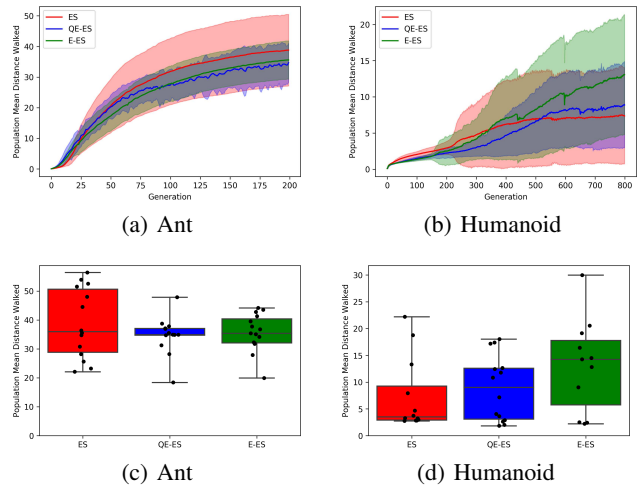 ES
QE-ES
E-ES
Population Mean Distance Walked
50
40
30
20
10
0
0 25 50 75 100 125 150 175 200
Generation
(a) Ant
ES
QE-ES
E-ES
Population Mean Distance Walked
20
15
10
5
0
0 100 200 300 400 500 600 700 800
Generation
(b) Humanoid
Population Mean Distance Walked
60
50
40
30
20
10
0
ES QE-ES E-ES
(c) Ant
Population Mean Distance Walked
30
25
20
15
10
5
0
ES QE-ES E-ES
(d) Humanoid